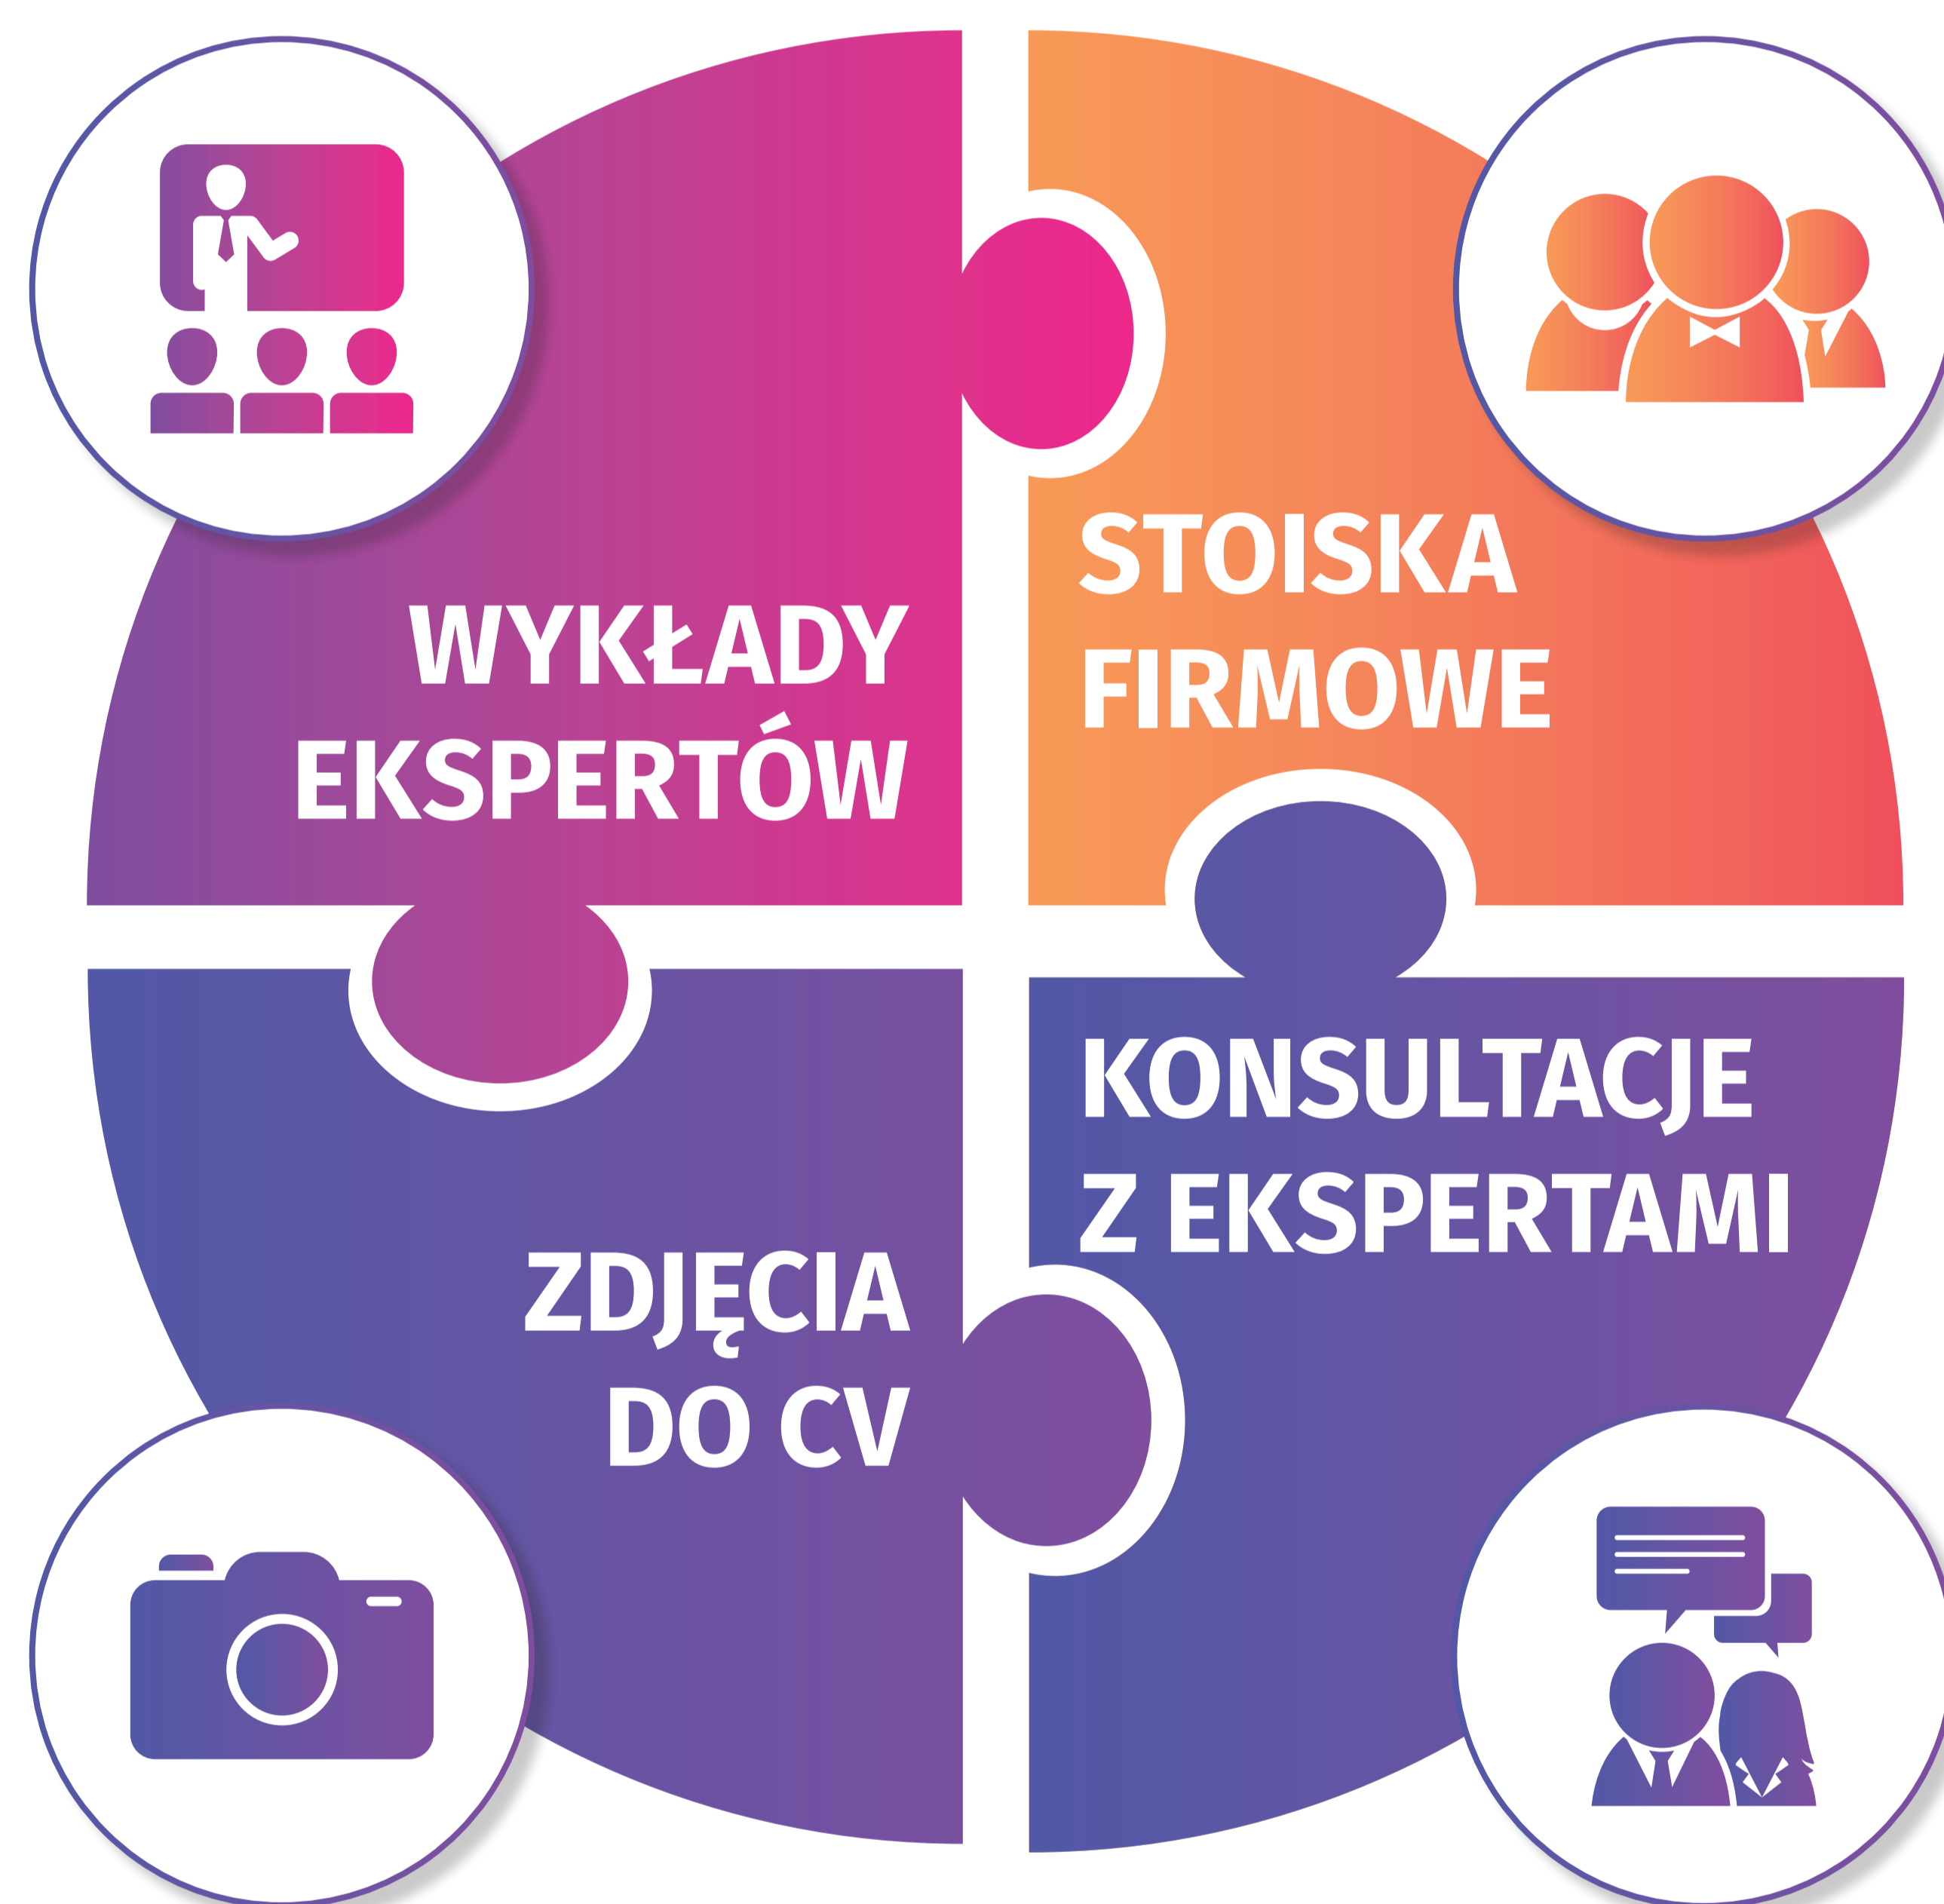 WYKŁADY
EKSPERTÓW
STOISKA
FIRMOWE
ZDJĘCIA
DO CV
KONSULTACJE
Z EKSPERTAMI